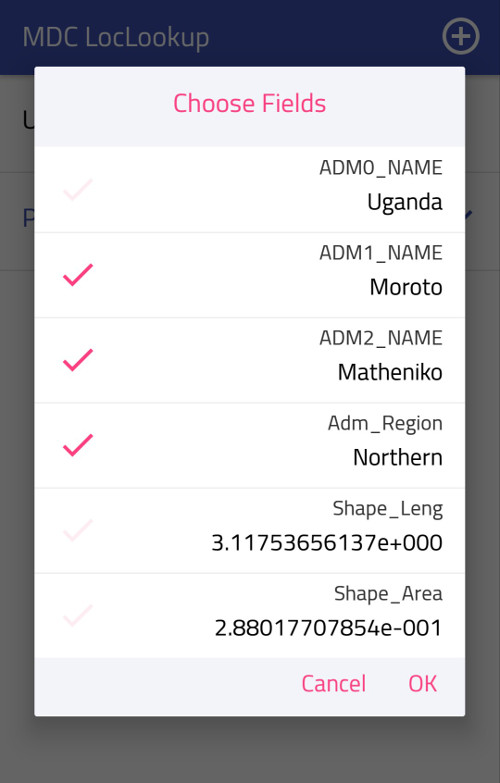 MDC LocLookup
U
P
Choose Fields
ADM0_NAME
Uganda
ADM1_NAME
Moroto
ADM2_NAME
Matheniko
Adm_Region
Northern
Shape_Leng
3.11753656137e+000
Shape_Area
2.88017707854e-001
Cancel OK